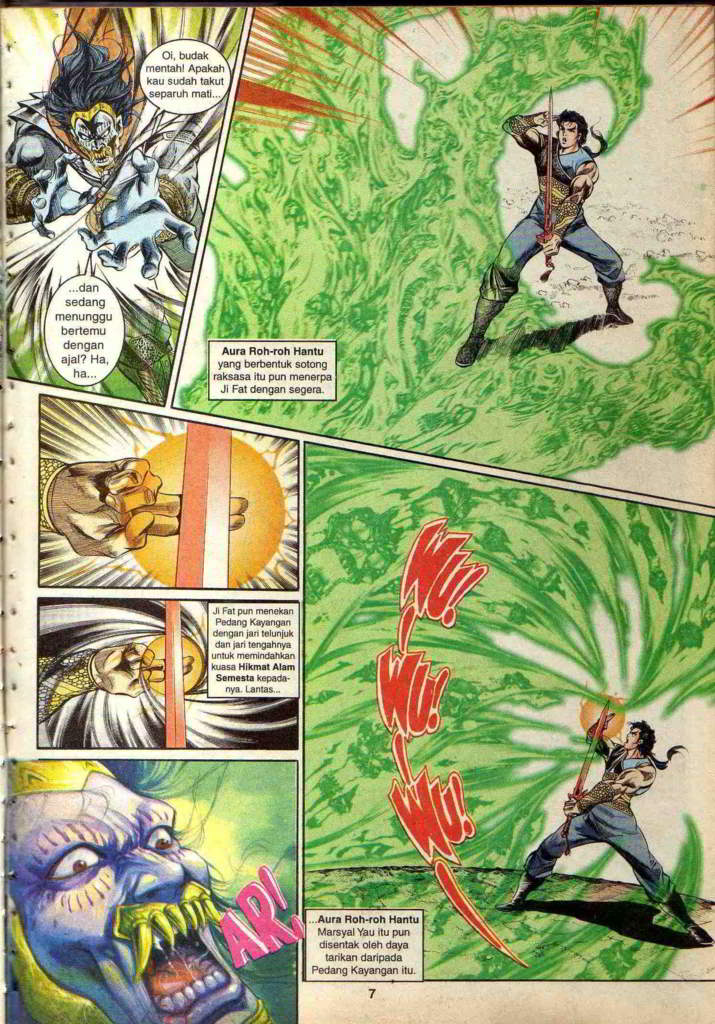 Oi, budak
mentah! Apakah
kau sudah takut
separuh mati...
...dan
sedang
menunggu
bertemu
dengan
ajal? Ha,
ha...
Aura Roh-roh Hantu
yang berbentuk sotong
raksasa itu pun menerpa
Ji Fat dengan segera.
Ji Fat pun menekan
Pedang Kayangan
dengan jari telunjuk
dan jari tengahnya
untuk memindahkan
kuasa Hikmat Alam
Semesta kepada-
nya. Lantas...
WU!
WU!
WU!
AR!
...Aura Roh-roh Hantu
Marsyal Yau itu pun
disentak oleh daya
tarikan daripada
Pedang Kayangan itu.
7